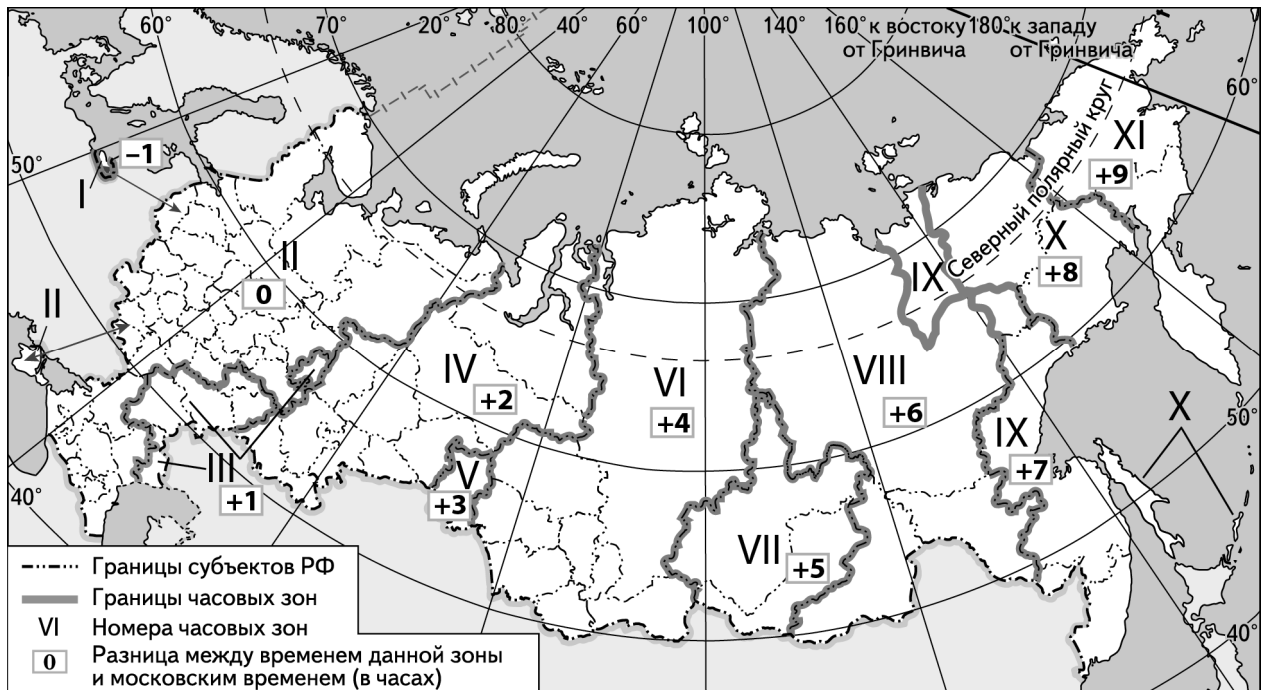 60°
70°
20°
80°
60°
40°
100°
140°
160°
к востоку
от Гринвича
180°
к западу
от Гринвича
60°
50°
–1
I
II
0
II
Северный полярный круг
XI
+9
X
+8
IX
IV
+2
VI
+4
VIII
+6
X
50°
IX
+7
III
+1
V
+3
40°
VII
+5
40°
Границы субъектов РФ
Границы часовых зон
VI Номера часовых зон
0 Разница между временем данной зоны
и московским временем (в часах)